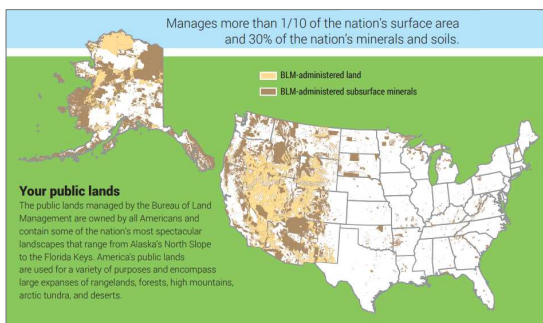 Manages more than 1/10 of the nation's surface area
and 30% of the nation's minerals and soils.
BLM-administered land
BLM-administered subsurface minerals
Your public lands
The public lands managed by the Bureau of Land
Management are owned by all Americans and
contain some of the nation's most spectacular
landscapes that range from Alaska's North Slope
to the Florida Keys. America's public lands
are used for a variety of purposes and encompass
large expanses of rangelands, forests, high mountains,
arctic tundra, and deserts.